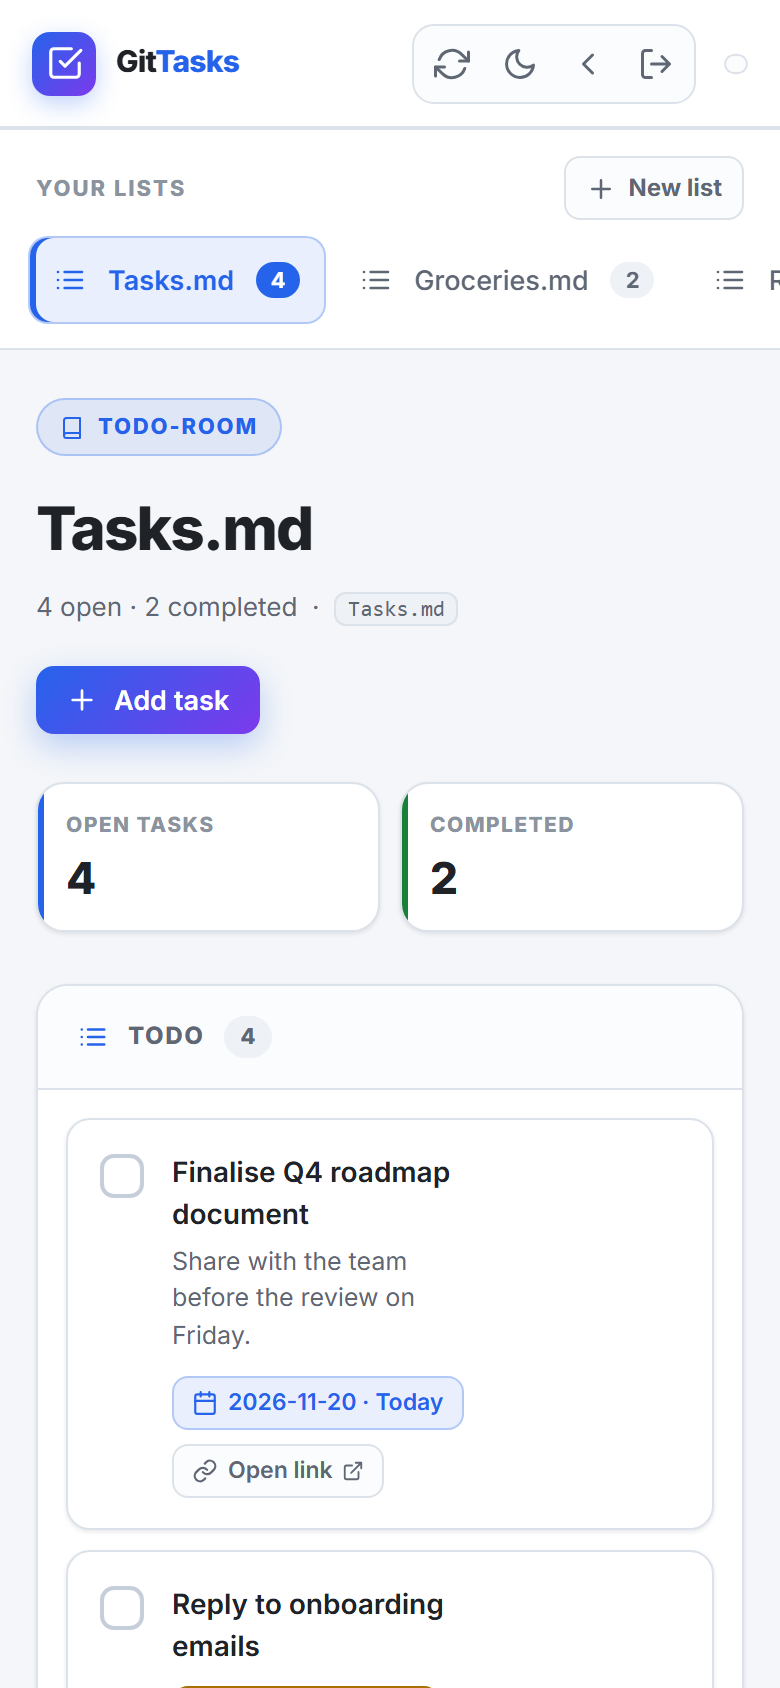 GitTasks
YOUR LISTS
New list
Tasks.md 4
Groceries.md 2
TODO-ROOM
Tasks.md
4 open · 2 completed · Tasks.md
Add task
OPEN TASKS
4
COMPLETED
2
TODO 4
Finalise Q4 roadmap
document
Share with the team
before the review on
Friday.
2026-11-20 · Today
Open link
Reply to onboarding
emails